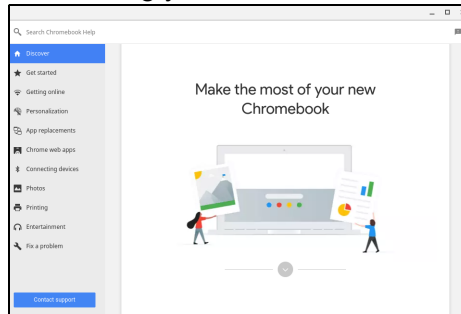 Search Chromebook Help
Discover
Get started
Getting online
Personalization
App replacements
Chrome web apps
Connecting devices
Photos
Printing
Entertainment
Fix a problem
Contact support
Make the most of your new
Chromebook